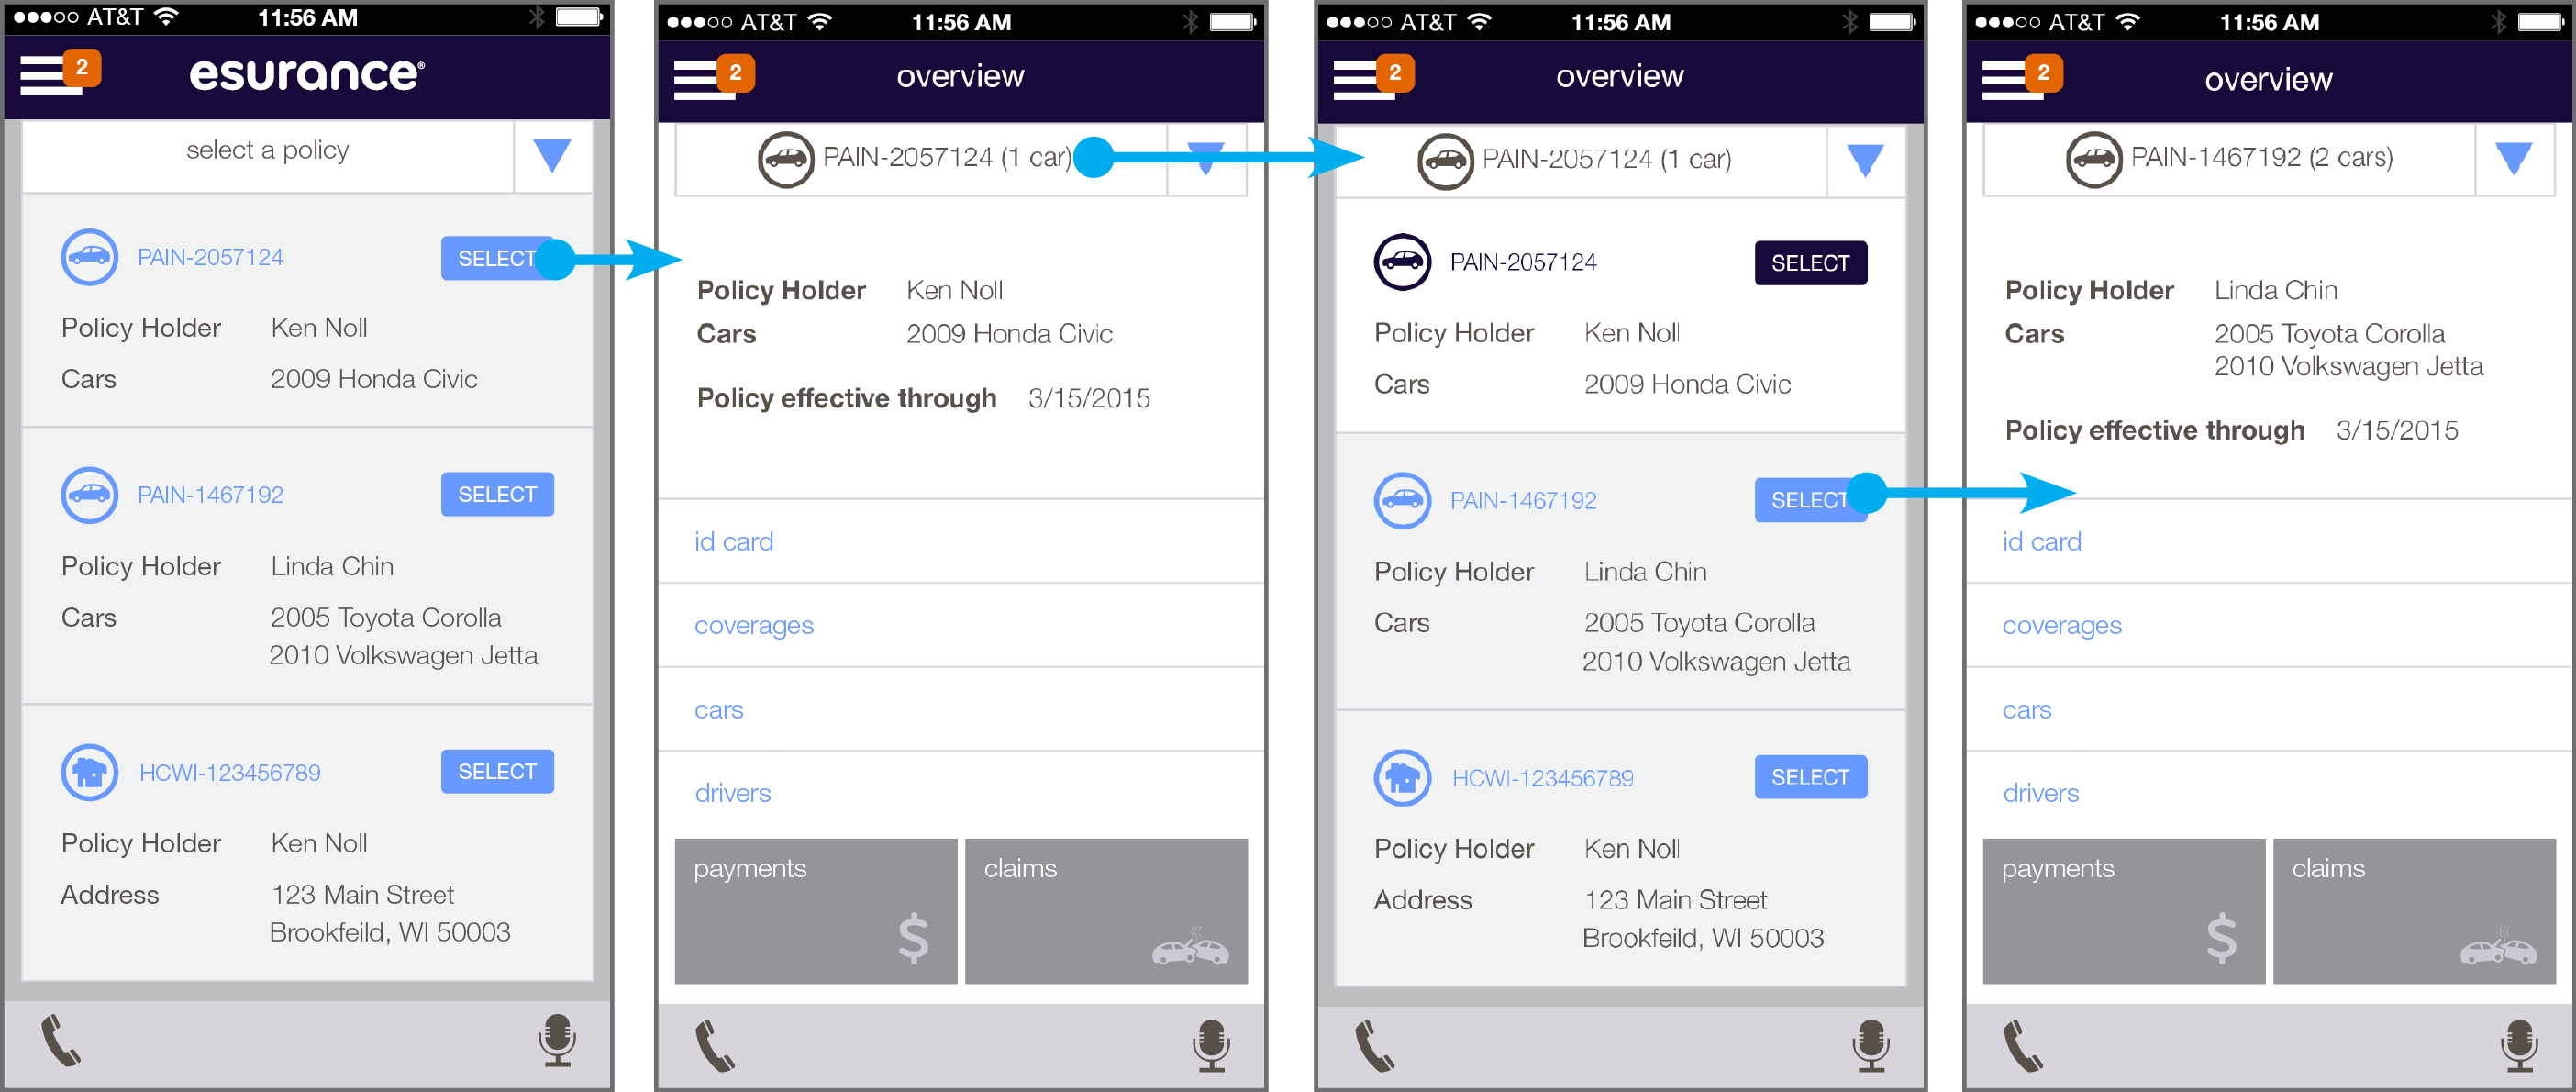 AT&T 11:56 AM
2 esurance®
select a policy
PAIN-2057124 SELECT
Policy Holder Ken Noll
Cars 2009 Honda Civic
PAIN-1467192 SELECT
Policy Holder Linda Chin
Cars 2005 Toyota Corolla
2010 Volkswagen Jetta
HCWI-123456789 SELECT
Policy Holder Ken Noll
Address 123 Main Street
Brookfeild, WI 50003
AT&T 11:56 AM
2 overview
PAIN-2057124 (1 car)
Policy Holder Ken Noll
Cars 2009 Honda Civic
Policy effective through 3/15/2015
id card
coverages
cars
drivers
payments claims
$
AT&T 11:56 AM
2 overview
PAIN-2057124 (1 car)
PAIN-2057124 SELECT
Policy Holder Ken Noll
Cars 2009 Honda Civic
PAIN-1467192 SELECT
Policy Holder Linda Chin
Cars 2005 Toyota Corolla
2010 Volkswagen Jetta
HCWI-123456789 SELECT
Policy Holder Ken Noll
Address 123 Main Street
Brookfeild, WI 50003
AT&T 11:56 AM
2 overview
PAIN-1467192 (2 cars)
Policy Holder Linda Chin
Cars 2005 Toyota Corolla
2010 Volkswagen Jetta
Policy effective through 3/15/2015
id card
coverages
cars
drivers
payments claims
$